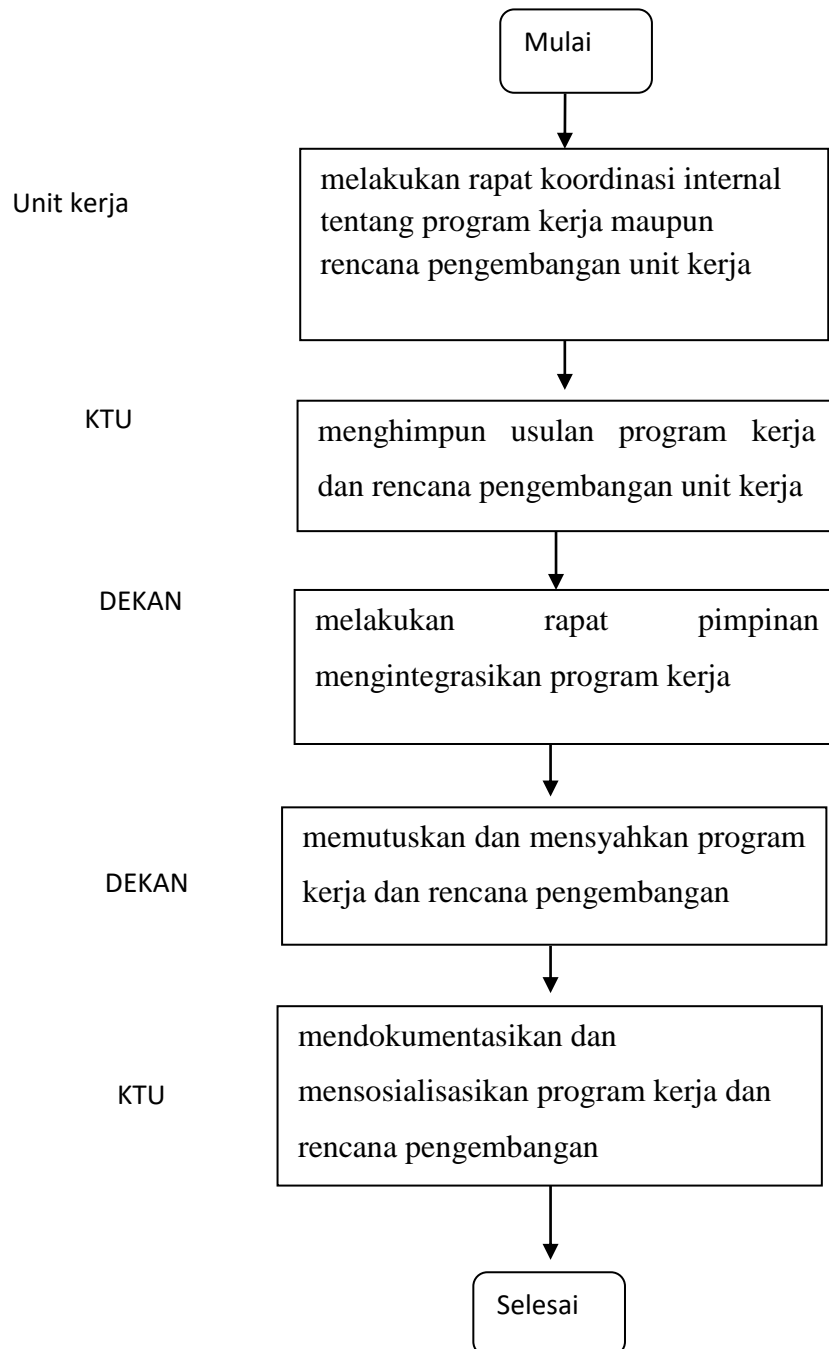 Mulai
Unit kerja
melakukan rapat koordinasi internal
tentang program kerja maupun
rencana pengembangan unit kerja
KTU
menghimpun usulan program kerja
dan rencana pengembangan unit kerja
DEKAN
melakukan rapat pimpinan
mengintegrasikan program kerja
DEKAN
memutuskan dan mensyahkan program
kerja dan rencana pengembangan
KTU
mendokumentasikan dan
mensosialisasikan program kerja dan
rencana pengembangan
Selesai